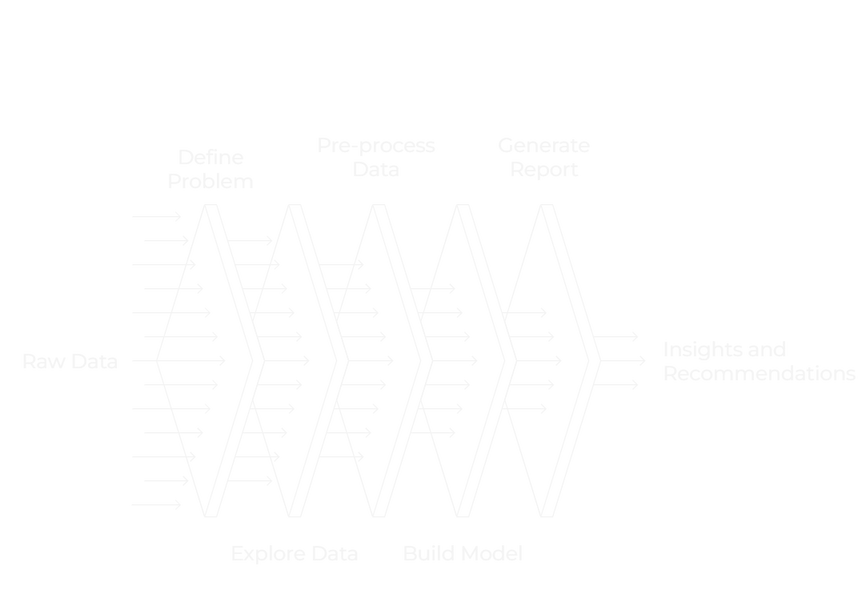 Define
Problem
Pre-process
Data
Generate
Report
Raw Data
Insights and
Recommendations
Explore Data
Build Model